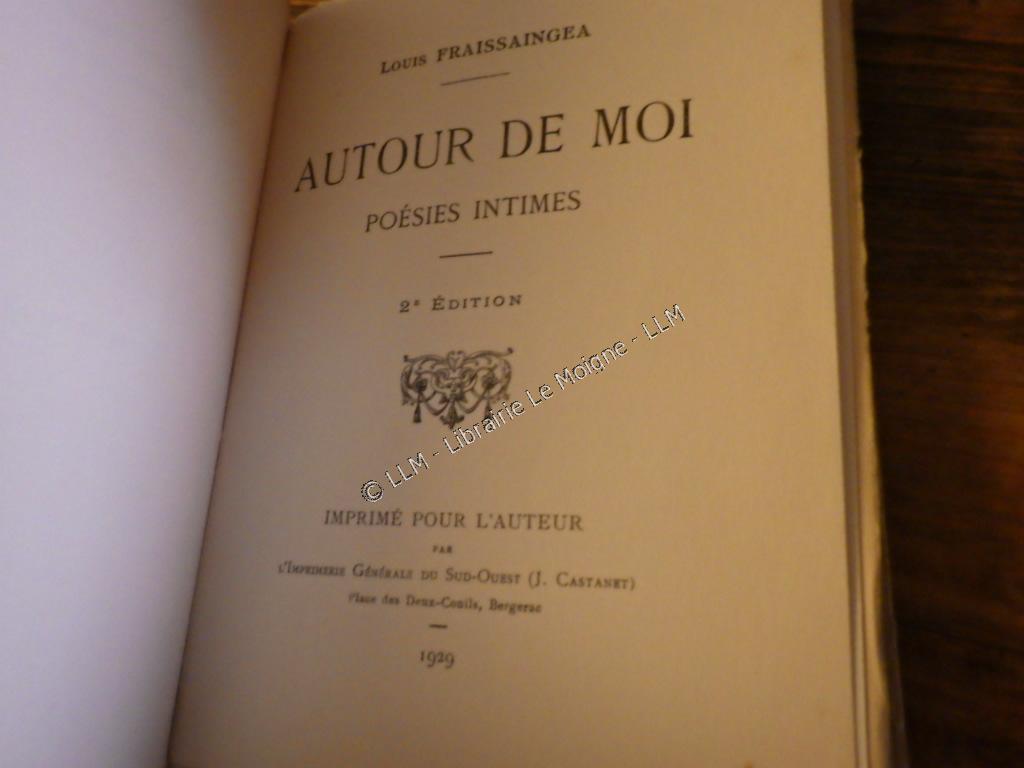 LOUIS FRAISSAINGEA
AUTOUR DE MOI
POÉSIES INTIMES
2e ÉDITION
© LLM - Librairie Le Moigne - LLM
IMPRIMÉ POUR L'AUTEUR
PAR
L'IMPRIMERIE GÉNÉRALE DU SUD-OUEST (J. CASTANET)
Place des Deux-Conils, Bergerac
1929